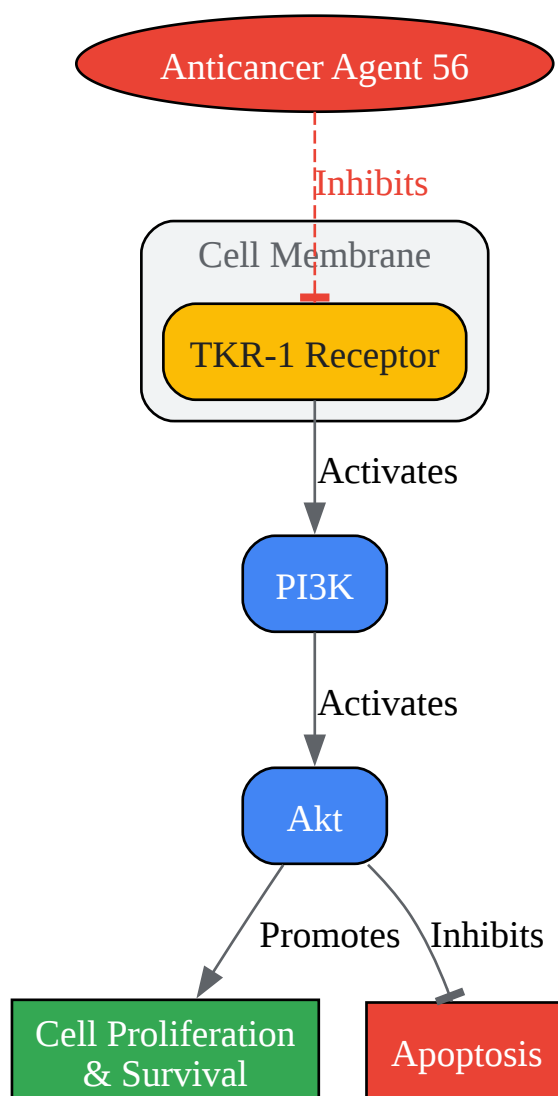 Anticancer Agent 56
Inhibits
Cell Membrane
TKR-1 Receptor
Activates
PI3K
Activates
Akt
Promotes
Inhibits
Cell Proliferation
& Survival
Apoptosis